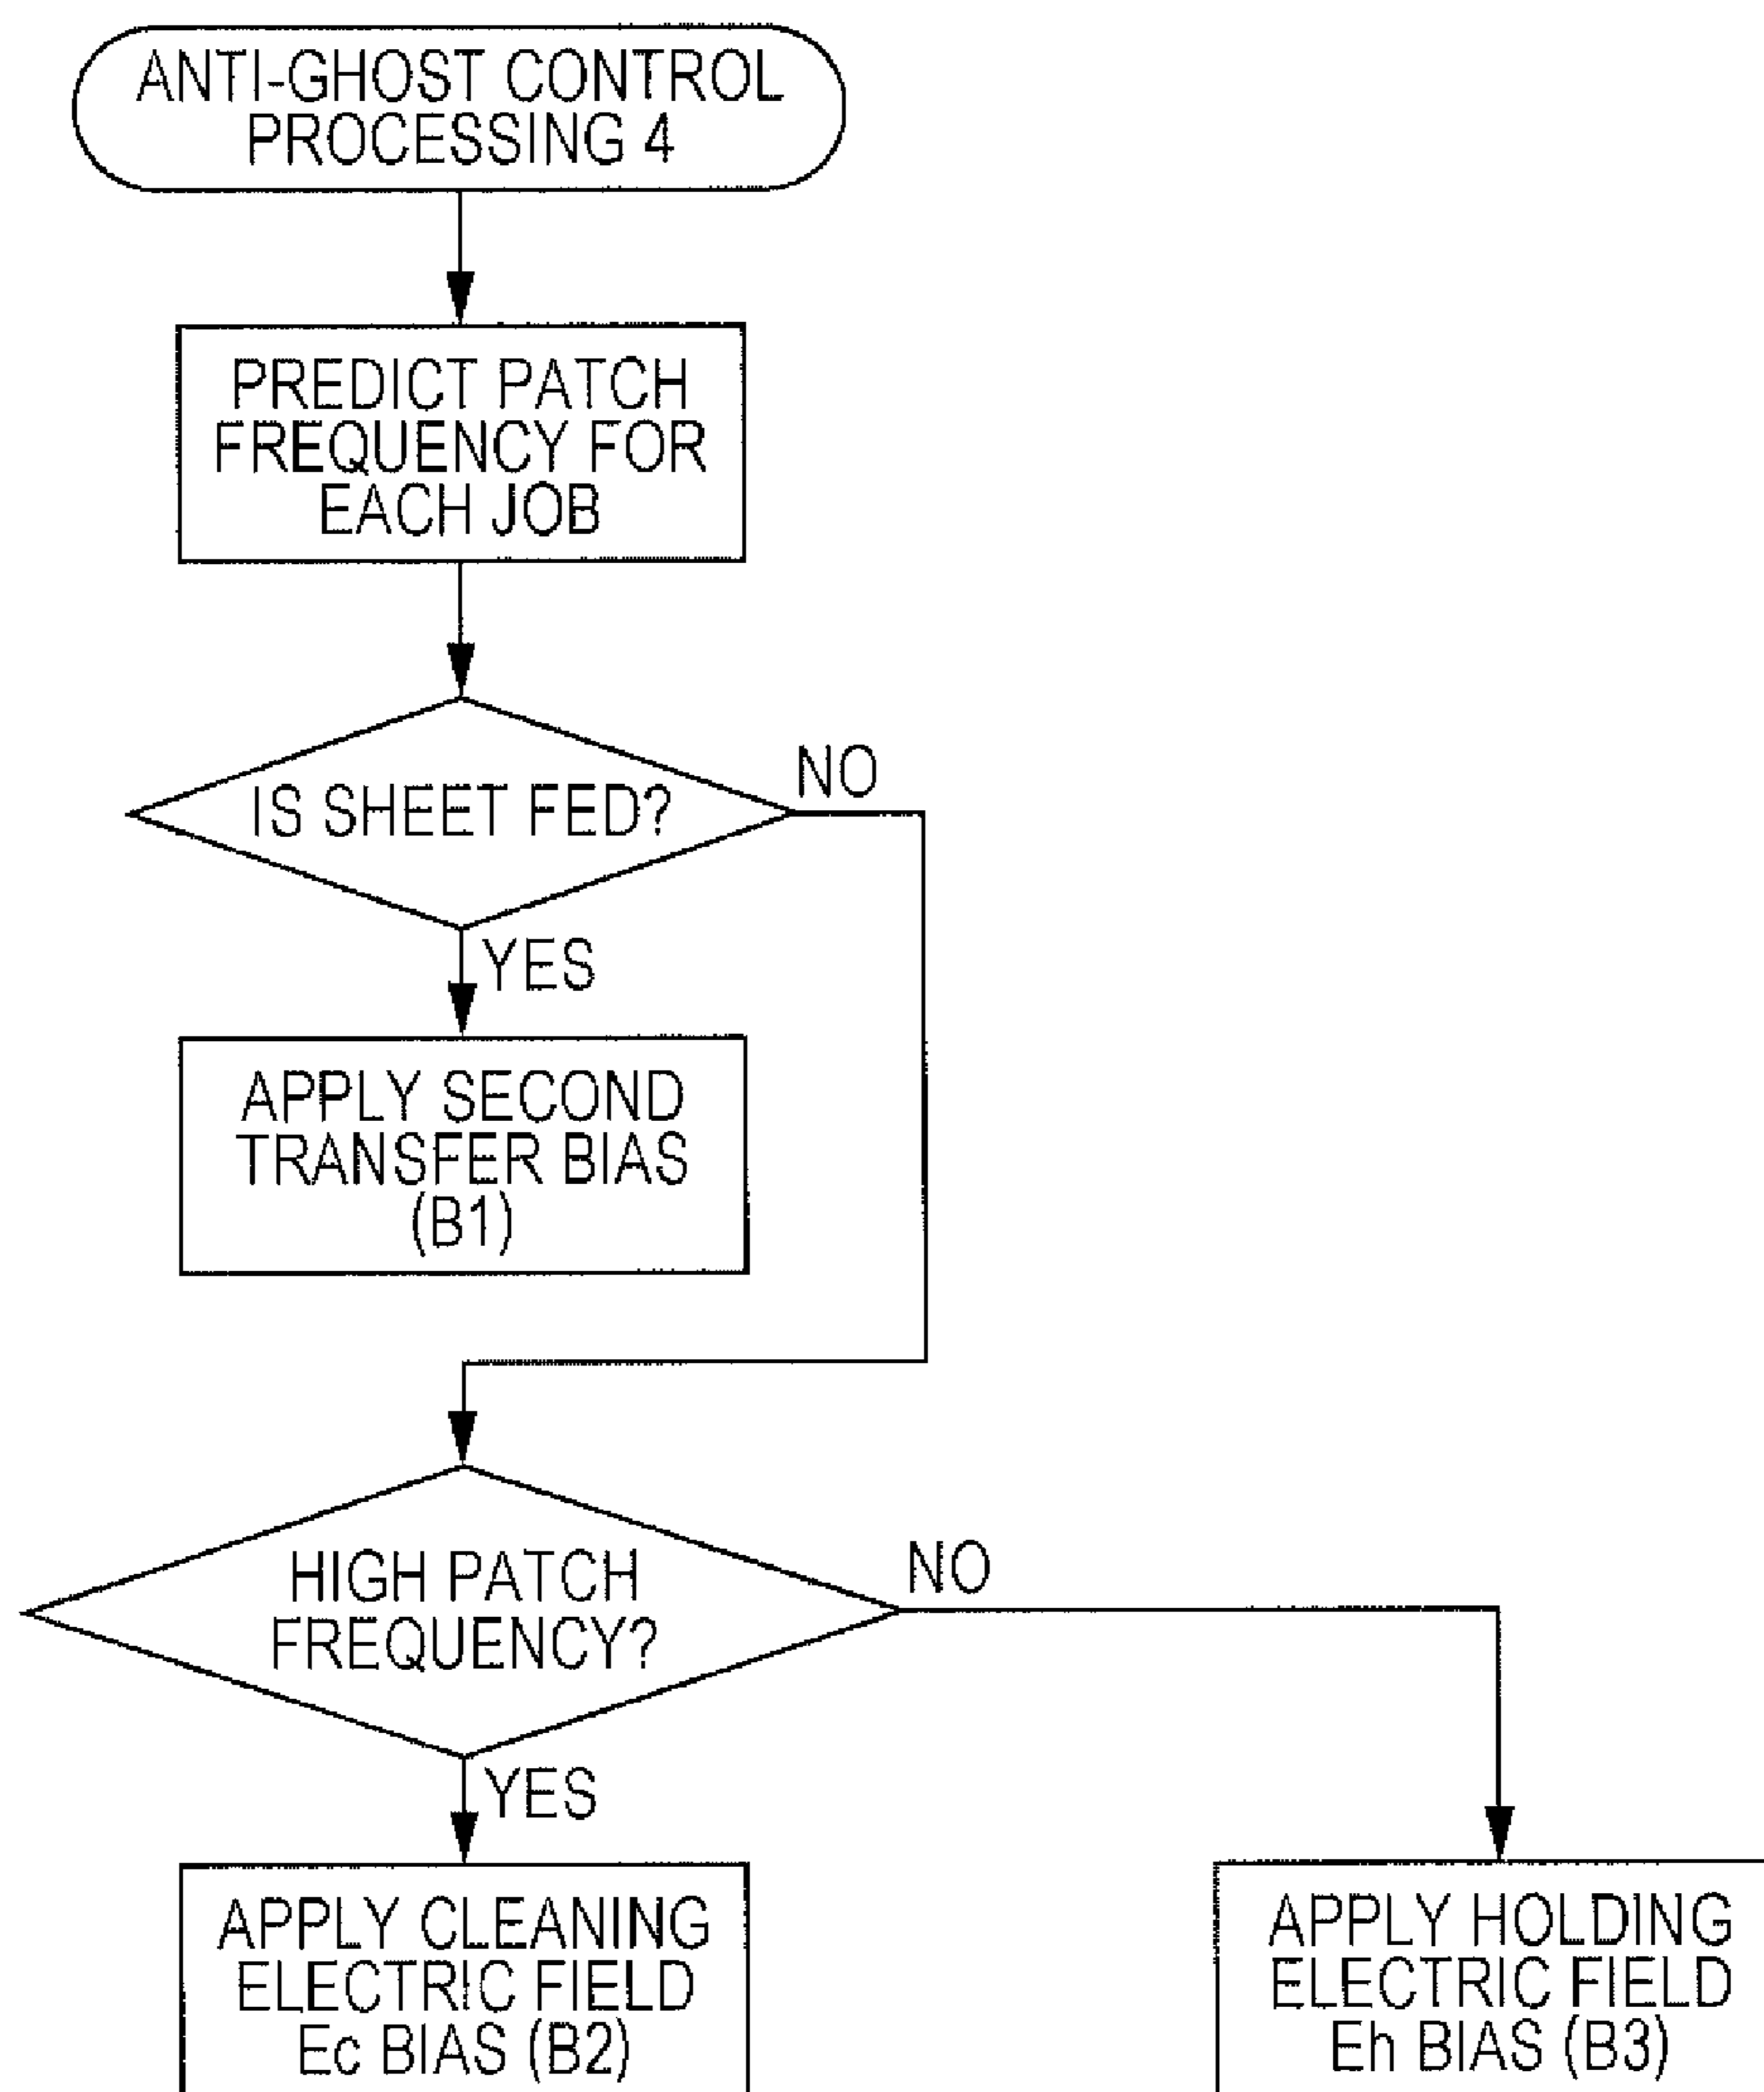 ANTI-GHOST CONTROL
PROCESSING 4
PREDICT PATCH
FREQUENCY FOR
EACH JOB
IS SHEET FED?
NO
YES
APPLY SECOND
TRANSFER BIAS
(B1)
HIGH PATCH
FREQUENCY?
NO
YES
APPLY CLEANING
ELECTRIC FIELD
Ec BIAS (B2)
APPLY HOLDING
ELECTRIC FIELD
Eh BIAS (B3)